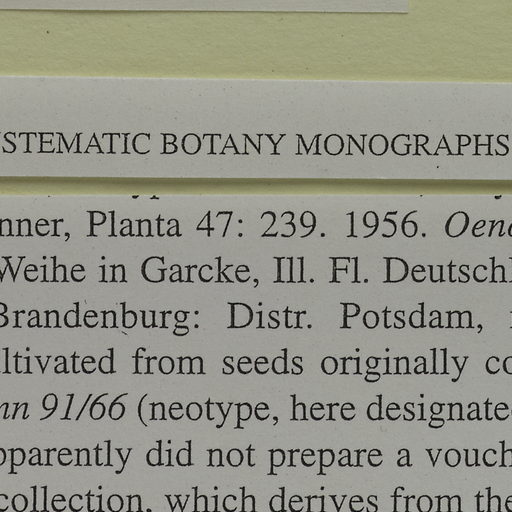 STEMATIC BOTANY MONOGRAPHS
nner, Planta 47: 239. 1956. Oeno
Weihe in Garcke, Ill. Fl. Deutschl
Brandenburg: Distr. Potsdam,
ltivated from seeds originally co
nn 91/66 (neotype, here designate
pparently did not prepare a vouch
collection, which derives from the